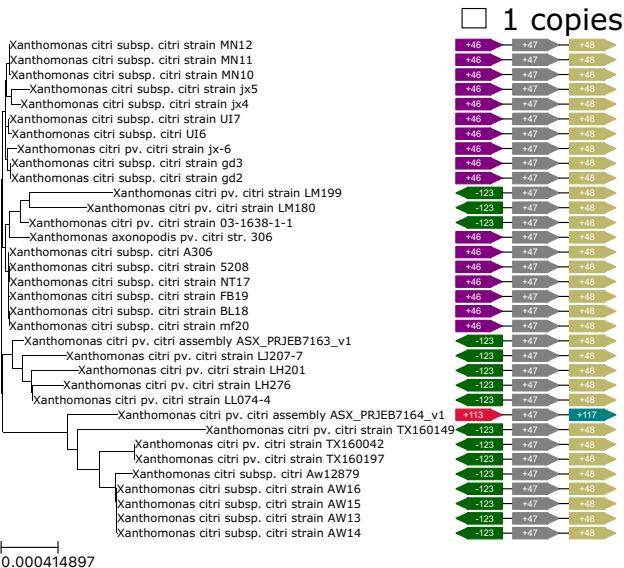 1 copies
Xanthomonas citri subsp. citri strain MN12 +46 +47 +48
Xanthomonas citri subsp. citri strain MN11 +46 +47 +48
Xanthomonas citri subsp. citri strain MN10 +46 +47 +48
Xanthomonas citri subsp. citri strain jx5 +46 +47 +48
Xanthomonas citri subsp. citri strain jx4 +46 +47 +48
Xanthomonas citri subsp. citri strain UI7 +46 +47 +48
Xanthomonas citri subsp. citri UI6 +46 +47 +48
Xanthomonas citri pv. citri strain jx-6 +46 +47 +48
Xanthomonas citri subsp. citri strain gd3 +46 +47 +48
Xanthomonas citri subsp. citri strain gd2 +46 +47 +48
Xanthomonas citri pv. citri strain LM199 -123 +47 +48
Xanthomonas citri pv. citri strain LM180 -123 +47 +48
Xanthomonas citri pv. citri strain 03-1638-1-1 -123 +47 +48
Xanthomonas axonopodis pv. citri str. 306 +46 +47 +48
Xanthomonas citri subsp. citri A306 +46 +47 +48
Xanthomonas citri subsp. citri strain 5208 +46 +47 +48
Xanthomonas citri subsp. citri strain NT17 +46 +47 +48
Xanthomonas citri subsp. citri strain FB19 +46 +47 +48
Xanthomonas citri subsp. citri strain BL18 +46 +47 +48
Xanthomonas citri subsp. citri strain mf20 +46 +47 +48
Xanthomonas citri pv. citri assembly ASX_PRJEB7163_v1 -123 +47 +48
Xanthomonas citri pv. citri strain LJ207-7 -123 +47 +48
Xanthomonas citri pv. citri strain LH201 -123 +47 +48
Xanthomonas citri pv. citri strain LH276 -123 +47 +48
Xanthomonas citri pv. citri strain LL074-4 -123 +47 +48
Xanthomonas citri pv. citri assembly ASX_PRJEB7164_v1 +113 +47 +117
Xanthomonas citri pv. citri strain TX160149 -123 +47 +48
Xanthomonas citri pv. citri strain TX160042 -123 +47 +48
Xanthomonas citri pv. citri strain TX160197 -123 +47 +48
Xanthomonas citri subsp. citri Aw12879 -123 +47 +48
Xanthomonas citri subsp. citri strain AW16 -123 +47 +48
Xanthomonas citri subsp. citri strain AW15 -123 +47 +48
Xanthomonas citri subsp. citri strain AW13 -123 +47 +48
Xanthomonas citri subsp. citri strain AW14 -123 +47 +48
0.000414897